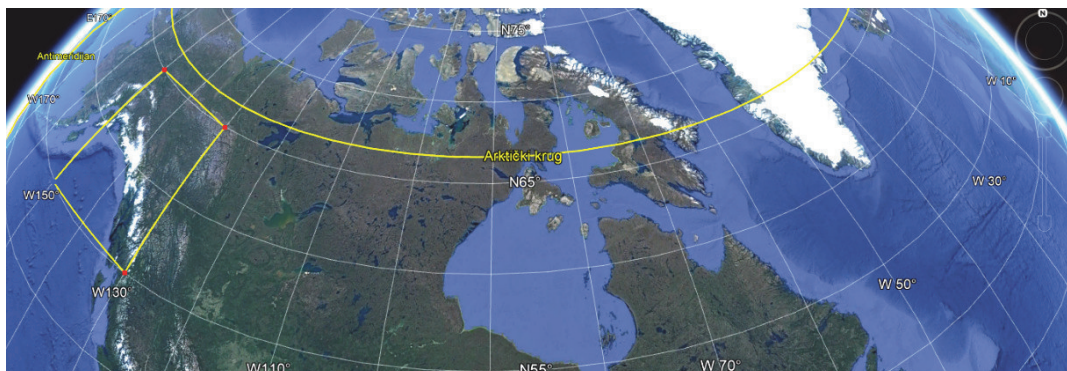 E170°
N75°
Antimeridijan
W 10°
W170°
Arktički krug
N65°
W150°
W 30°
W 50°
W130°
W110°
N55°
W 70°
N